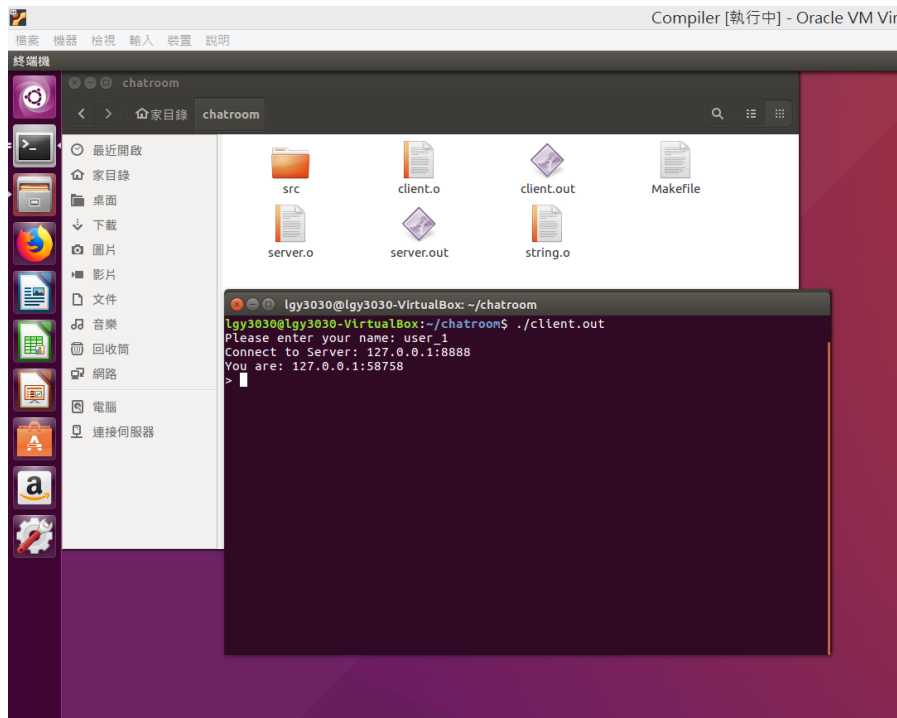 Compiler [執行中] - Oracle VM Vir
檔案 機器 檢視 輸入 裝置 說明
終端機
chatroom
家目錄 chatroom
最近開啟
家目錄
桌面
下載
圖片
影片
文件
音樂
回收筒
網路
電腦
連接伺服器
src client.o client.out Makefile
server.o server.out string.o
lgy3030@lgy3030-VirtualBox: ~/chatroom
lgy3030@lgy3030-VirtualBox:~/chatroom$ ./client.out
Please enter your name: user_1
Connect to Server: 127.0.0.1:8888
You are: 127.0.0.1:58758
>